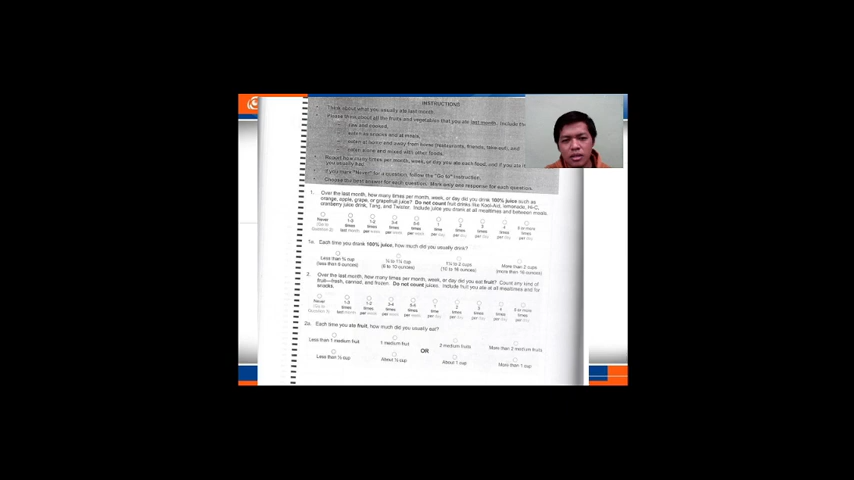 INSTRUCTIONS
• Think about what you usually ate last month.
• Please think about all the fruits and vegetables that you ate last month. Include tho
- raw and cooked,
- eaten as snacks and at meals,
- eaten at home and away from home (restaurants, friends, take-out), and
- eaten alone and mixed with other foods.
• Report how many times per month, week, or day you ate each food, and if you ate it
you usually had.
• If you mark "Never" for a question, follow the "Go to" instruction.
• Choose the best answer for each question. Mark only one response for each question.
1. Over the last month, how many times per month, week, or day did you drink 100% juice such as
orange, apple, grape, or grapefruit juice? Do not count fruit drinks like Kool-Aid, lemonade, Hi-C,
cranberry juice drink, Tang, and Twister. Include juice you drank at all mealtimes and between meals.
Never 1-3 1-2 3-4 5-6 1 2 3 4 5 or more
(Go to times times times times time times times times times
Question 2) last month per week per week per week per day per day per day per day per day
1a. Each time you drank 100% juice, how much did you usually drink?
Less than ¾ cup ¾ to 1¼ cup 1¼ to 2 cups More than 2 cups
(less than 6 ounces) (6 to 10 ounces) (10 to 16 ounces) (more than 16 ounces)
2. Over the last month, how many times per month, week, or day did you eat fruit? Count any kind of
fruit—fresh, canned, and frozen. Do not count juices. Include fruit you ate at all mealtimes and for
snacks.
Never 1-3 1-2 3-4 5-6 1 2 3 4 5 or more
(Go to times times times times time times times times times
Question 3) last month per week per week per week per day per day per day per day per day
2a. Each time you ate fruit, how much did you usually eat?
Less than 1 medium fruit 1 medium fruit 2 medium fruits More than 2 medium fruits
OR
Less than ½ cup About ½ cup About 1 cup More than 1 cup